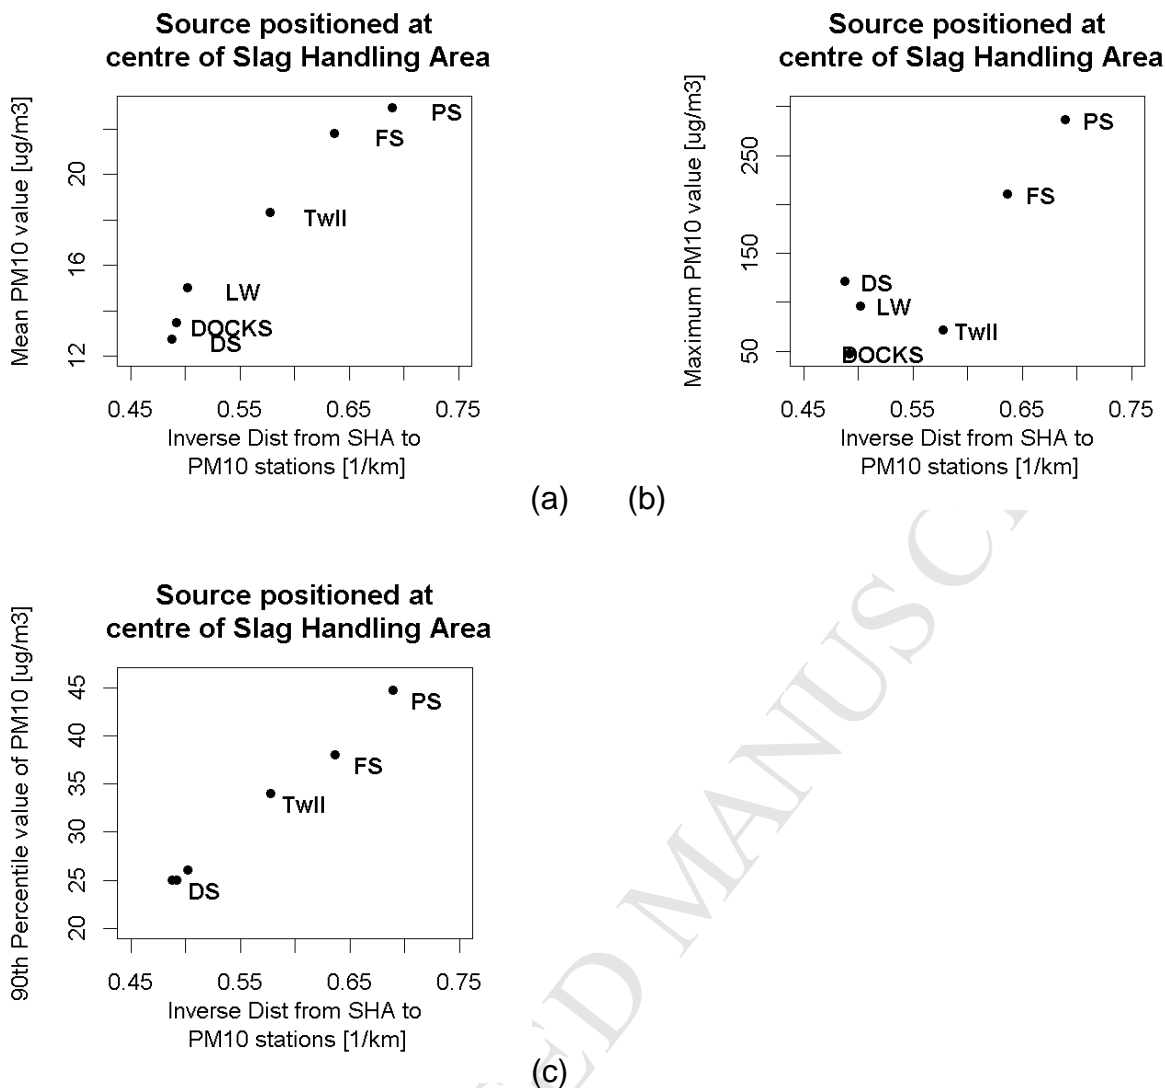 Source positioned at
centre of Slag Handling Area
Mean PM10 value [ug/m3]
20
16
12
PS
FS
TwII
LW
DOCKS
DS
0.45 0.55 0.65 0.75
Inverse Dist from SHA to
PM10 stations [1/km]
(a)
Source positioned at
centre of Slag Handling Area
Maximum PM10 value [ug/m3]
250
150
50
PS
FS
DS
LW
TwII
DOCKS
0.45 0.55 0.65 0.75
Inverse Dist from SHA to
PM10 stations [1/km]
(b)
Source positioned at
centre of Slag Handling Area
90th Percentile value of PM10 [ug/m3]
45
40
35
30
25
20
PS
FS
TwII
DS
0.45 0.55 0.65 0.75
Inverse Dist from SHA to
PM10 stations [1/km]
(c)
ED MANUSC